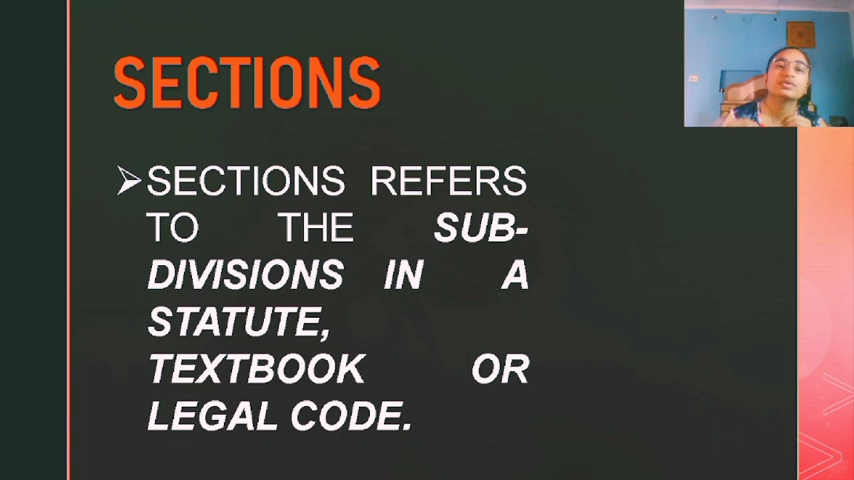 SECTIONS
SECTIONS REFERS
TO THE SUB-
DIVISIONS IN A
STATUTE,
TEXTBOOK OR
LEGAL CODE.